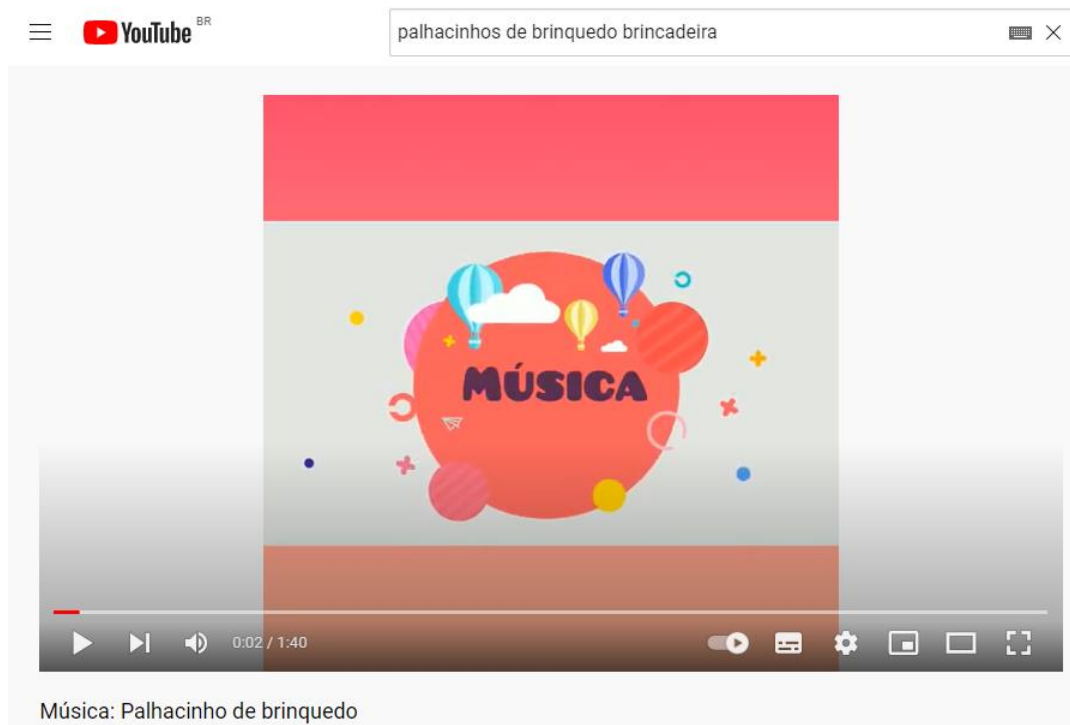 YouTube BR
palhacinhos de brinquedo brincadeira
MÚSICA
0:02 / 1:40
Música: Palhacinho de brinquedo